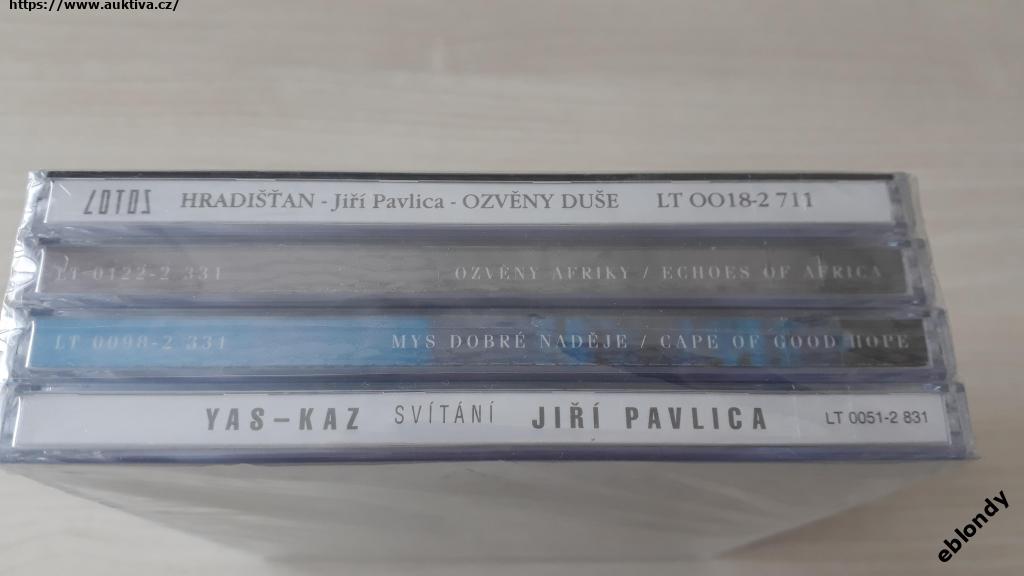 https://www.auktiva.cz/
LOTOS HRADIŠŤAN - Jiří Pavlica - OZVĚNY DUŠE LT OO18-2 711
LT 0122-2 331 OZVĚNY AFRIKY / ECHOES OF AFRICA
LT 0098-2 331 MYS DOBRÉ NADĚJE / CAPE OF GOOD HOPE
YAS-KAZ SVÍTÁNÍ JIŘÍ PAVLICA LT 0051-2 831
eblondy